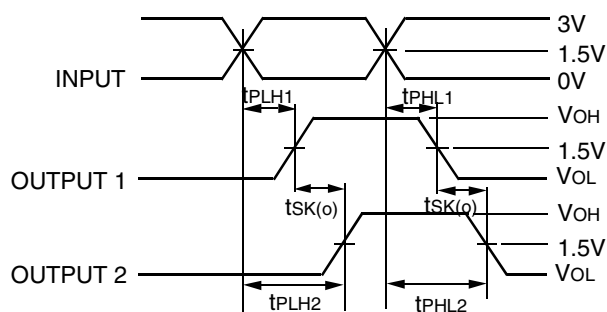 3V
1.5V
INPUT
0V
tPLH1
tPHL1
VOH
1.5V
OUTPUT 1
VOL
tSK(o)
tSK(o)
VOH
1.5V
OUTPUT 2
VOL
tPLH2
tPHL2